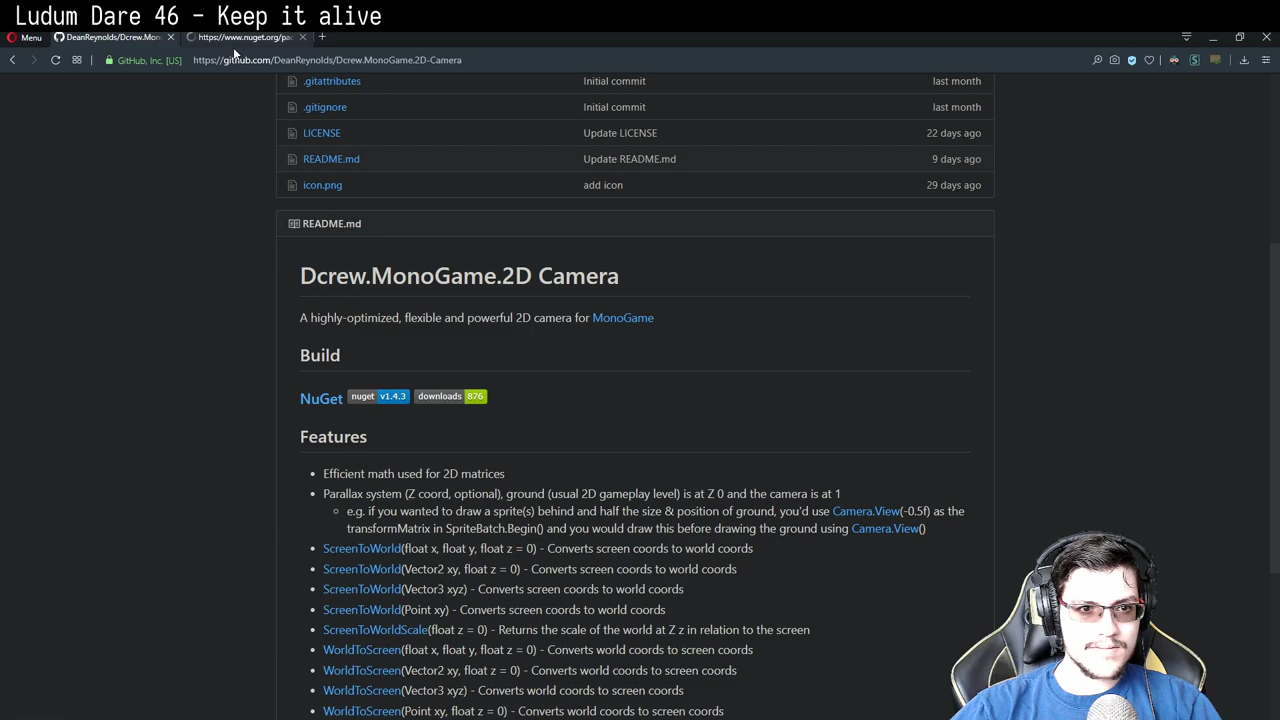 Ludum Dare 46 - Keep it alive
Menu
DeanReynolds/Dcrew.Mon
https://www.nuget.org/pac
GitHub, Inc. [US]
https://github.com/DeanReynolds/Dcrew.MonoGame.2D-Camera
.gitattributes Initial commit last month
.gitignore Initial commit last month
LICENSE Update LICENSE 22 days ago
README.md Update README.md 9 days ago
icon.png add icon 29 days ago
README.md
Dcrew.MonoGame.2D Camera
A highly-optimized, flexible and powerful 2D camera for MonoGame
Build
NuGet nuget v1.4.3 downloads 876
Features
• Efficient math used for 2D matrices
• Parallax system (Z coord, optional), ground (usual 2D gameplay level) is at Z 0 and the camera is at 1
e.g. if you wanted to draw a sprite(s) behind and half the size & position of ground, you'd use Camera.View(-0.5f) as the
transformMatrix in SpriteBatch.Begin() and you would draw this before drawing the ground using Camera.View()
• ScreenToWorld(float x, float y, float z = 0) - Converts screen coords to world coords
• ScreenToWorld(Vector2 xy, float z = 0) - Converts screen coords to world coords
• ScreenToWorld(Vector3 xyz) - Converts screen coords to world coords
• ScreenToWorld(Point xy) - Converts screen coords to world coords
• ScreenToWorldScale(float z = 0) - Returns the scale of the world at Z z in relation to the screen
• WorldToScreen(float x, float y, float z = 0) - Converts world coords to screen coords
• WorldToScreen(Vector2 xy, float z = 0) - Converts world coords to screen coords
• WorldToScreen(Vector3 xyz) - Converts world coords to screen coords
• WorldToScreen(Point xy, float z = 0) - Converts world coords to screen coords